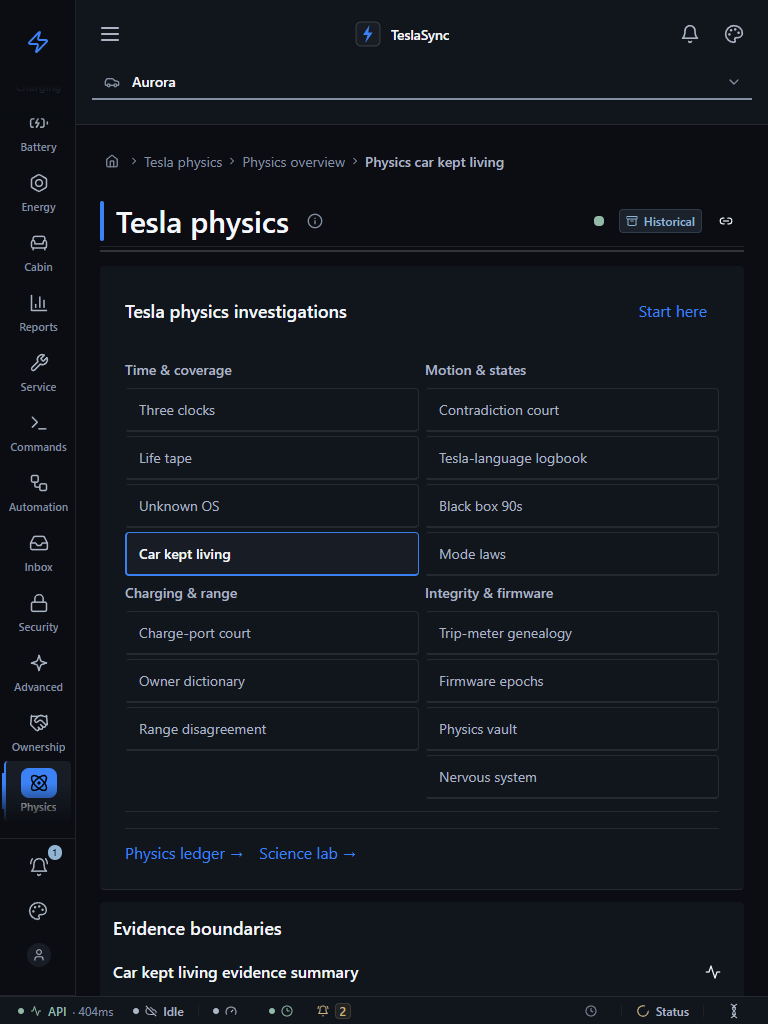 TeslaSync
Aurora
Charging
Battery
Energy
Cabin
Reports
Service
Commands
Automation
Inbox
Security
Advanced
Ownership
Physics
1
Tesla physics > Physics overview > Physics car kept living
Tesla physics
Historical
Tesla physics investigations
Start here
Time & coverage
Three clocks
Life tape
Unknown OS
Car kept living
Motion & states
Contradiction court
Tesla-language logbook
Black box 90s
Mode laws
Charging & range
Charge-port court
Owner dictionary
Range disagreement
Integrity & firmware
Trip-meter genealogy
Firmware epochs
Physics vault
Nervous system
Physics ledger → Science lab →
Evidence boundaries
Car kept living evidence summary
API · 404ms Idle 2 Status